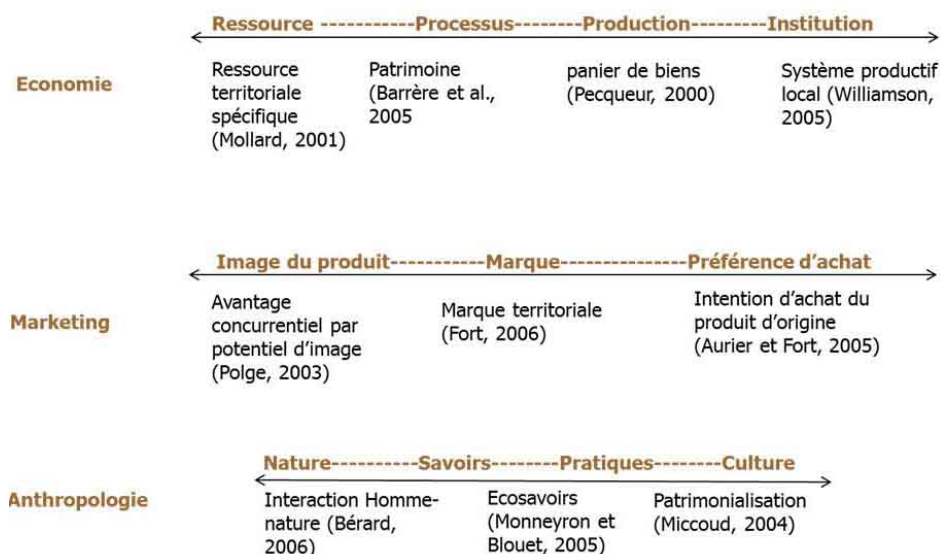 Ressource -----------Processus-----------Production-----------Institution
Economie
Ressource
territoriale
spécifique
(Mollard, 2001)
Patrimoine
(Barrère et al.,
2005
panier de biens
(Pecqueur, 2000)
Système productif
local (Williamson,
2005)
Image du produit-----------Marque---------------Préférence d'achat
Marketing
Avantage
concurrentiel par
potentiel d'image
(Polge, 2003)
Marque territoriale
(Fort, 2006)
Intention d'achat du
produit d'origine
(Aurier et Fort, 2005)
Nature----------Savoirs--------Pratiques--------Culture
Anthropologie
Interaction Homme-
nature (Bérard,
2006)
Ecosavoirs
(Monneyron et
Blouet, 2005)
Patrimonialisation
(Miccoud, 2004)